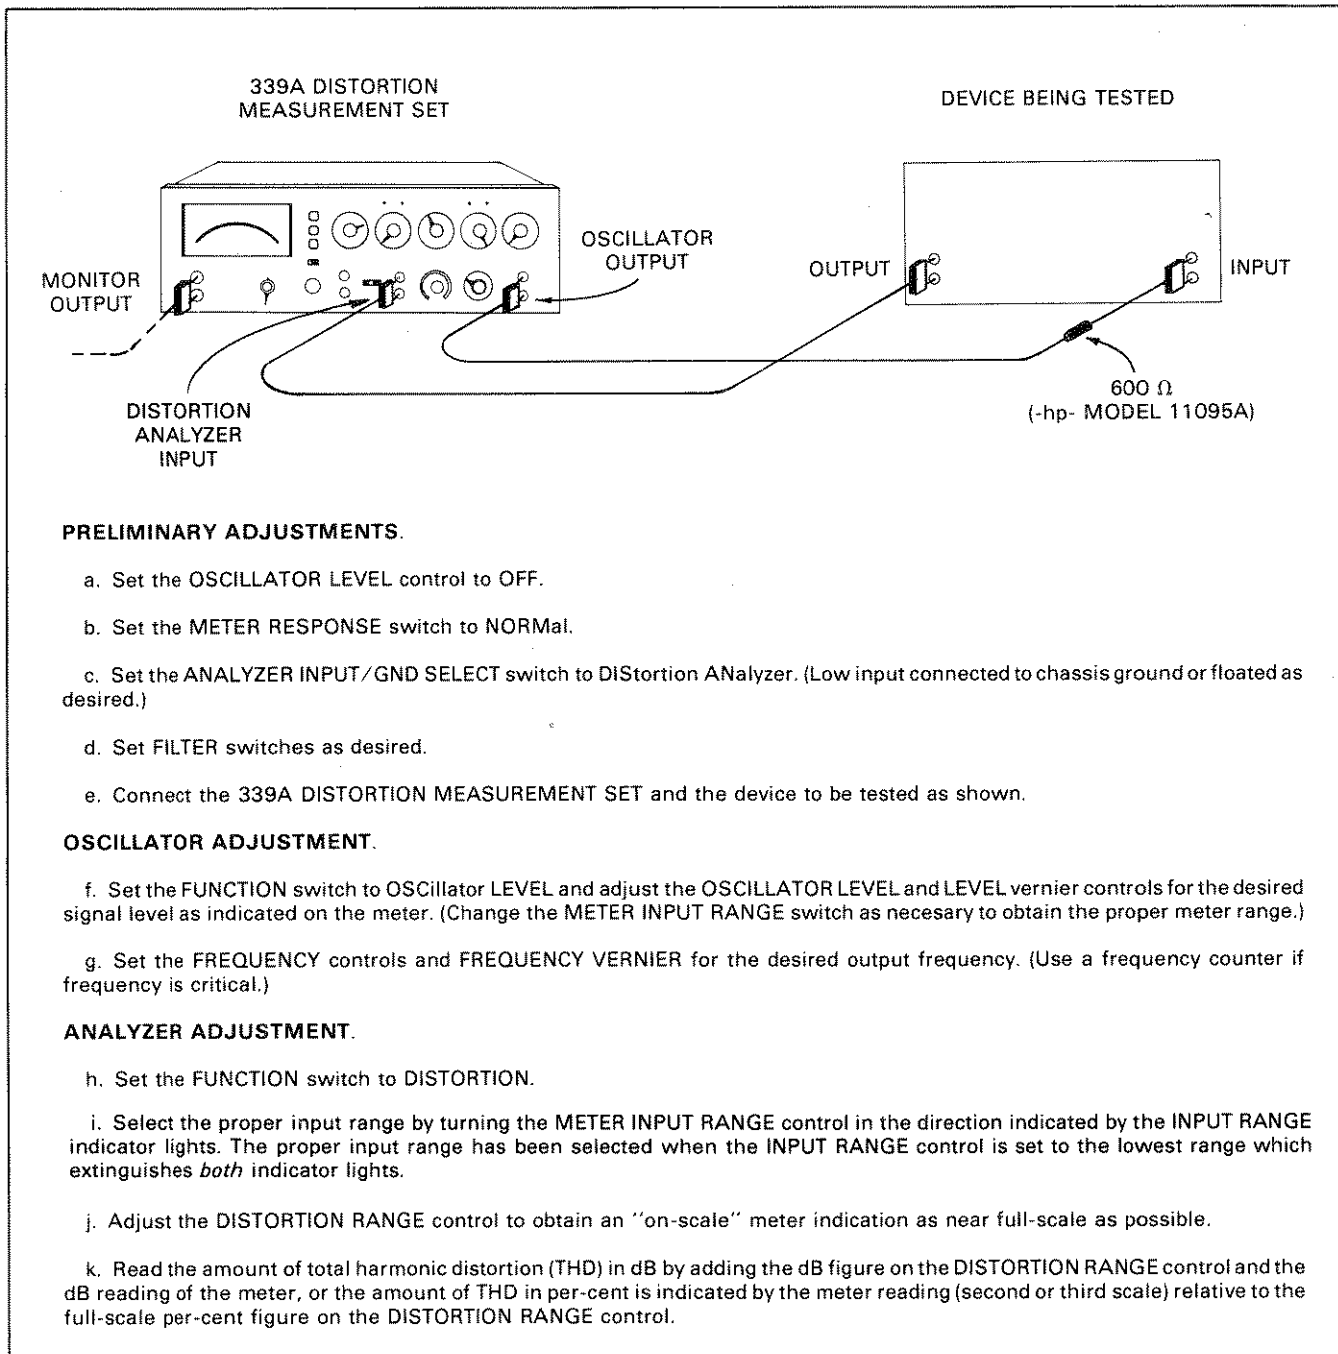 339A DISTORTION
MEASUREMENT SET
DEVICE BEING TESTED
MONITOR
OUTPUT
OSCILLATOR
OUTPUT
OUTPUT
INPUT
DISTORTION
ANALYZER
INPUT
600 Ω
(-hp- MODEL 11095A)
PRELIMINARY ADJUSTMENTS.
a. Set the OSCILLATOR LEVEL control to OFF.
b. Set the METER RESPONSE switch to NORMal.
c. Set the ANALYZER INPUT/GND SELECT switch to DIStortion ANalyzer. (Low input connected to chassis ground or floated as
desired.)
d. Set FILTER switches as desired.
e. Connect the 339A DISTORTION MEASUREMENT SET and the device to be tested as shown.
OSCILLATOR ADJUSTMENT.
f. Set the FUNCTION switch to OSCillator LEVEL and adjust the OSCILLATOR LEVEL and LEVEL vernier controls for the desired
signal level as indicated on the meter. (Change the METER INPUT RANGE switch as necesary to obtain the proper meter range.)
g. Set the FREQUENCY controls and FREQUENCY VERNIER for the desired output frequency. (Use a frequency counter if
frequency is critical.)
ANALYZER ADJUSTMENT.
h. Set the FUNCTION switch to DISTORTION.
i. Select the proper input range by turning the METER INPUT RANGE control in the direction indicated by the INPUT RANGE
indicator lights. The proper input range has been selected when the INPUT RANGE control is set to the lowest range which
extinguishes both indicator lights.
j. Adjust the DISTORTION RANGE control to obtain an ''on-scale'' meter indication as near full-scale as possible.
k. Read the amount of total harmonic distortion (THD) in dB by adding the dB figure on the DISTORTION RANGE control and the
dB reading of the meter, or the amount of THD in per-cent is indicated by the meter reading (second or third scale) relative to the
full-scale per-cent figure on the DISTORTION RANGE control.